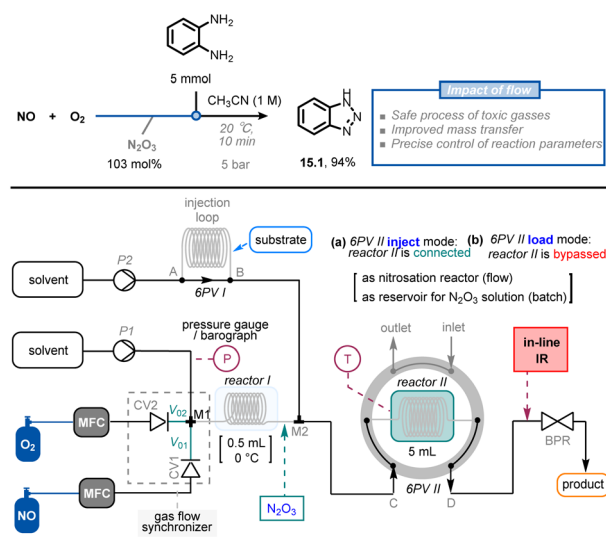 NH₂
NH₂
5 mmol
NO + O₂
CH₃CN (1 M)
N₂O₃
103 mol%
20 °C,
10 min
5 bar
H
N
N
N
15.1, 94%
Impact of flow
Safe process of toxic gasses
Improved mass transfer
Precise control of reaction parameters
injection
loop
substrate
(a) 6PV II inject mode:
reactor II is connected
(b) 6PV II load mode:
reactor II is bypassed
as nitrosation reactor (flow)
as reservoir for N₂O₃ solution (batch)
solvent
P2
A
B
6PV I
solvent
P1
pressure gauge
/ barograph
P
outlet
inlet
T
in-line
IR
reactor I
reactor II
CV2
V₀₂
M1
V₀₁
M2
O₂
MFC
0.5 mL
0 °C
5 mL
BPR
CV1
N₂O₃
C
6PV II
D
product
NO
MFC
gas flow
synchronizer